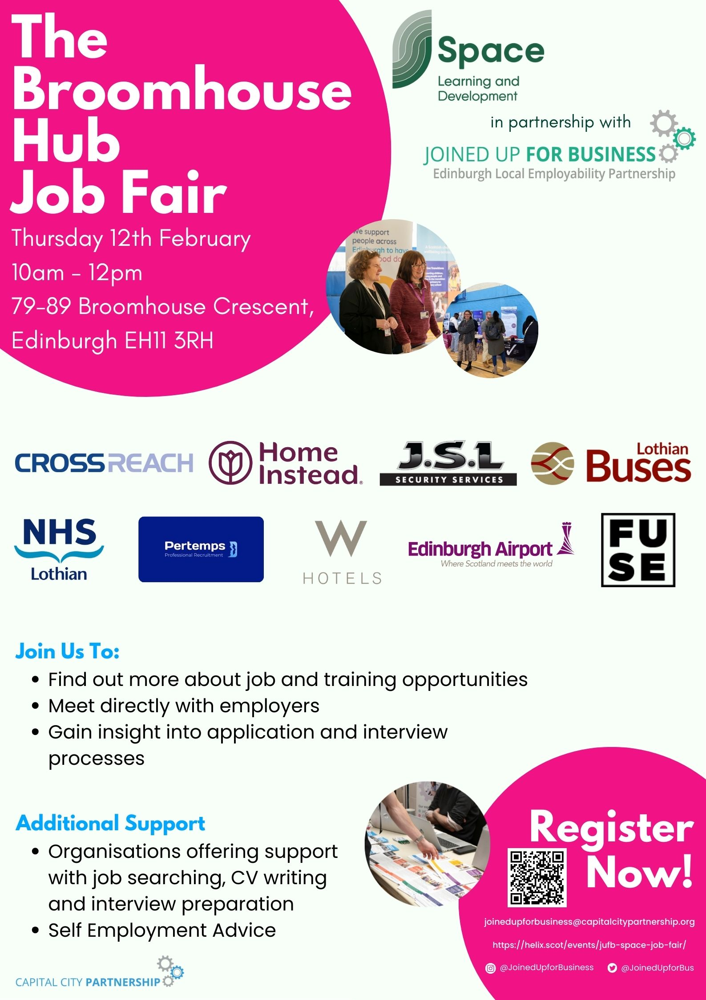 The
Broomhouse
Hub
Job Fair
Thursday 12th February
10am - 12pm
79-89 Broomhouse Crescent,
Edinburgh EH11 3RH
Space
Learning and
Development
in partnership with
JOINED UP FOR BUSINESS
Edinburgh Local Employability Partnership
We support
people across
Edinburgh to have
good da
CROSSREACH
Home
Instead®
J.S.L
SECURITY SERVICES
Lothian
Buses
NHS
Lothian
Pertemps
Professional Recruitment
W
HOTELS
Edinburgh Airport
Where Scotland meets the world
FU
SE
Join Us To:
• Find out more about job and training opportunities
• Meet directly with employers
• Gain insight into application and interview
processes
Additional Support
• Organisations offering support
with job searching, CV writing
and interview preparation
• Self Employment Advice
CAPITAL CITY PARTNERSHIP
Register
Now!
joinedupforbusiness@capitalcitypartnership.org
https://helix.scot/events/jufb-space-job-fair/
@JoinedUpforBusiness
@JoinedUpforBus